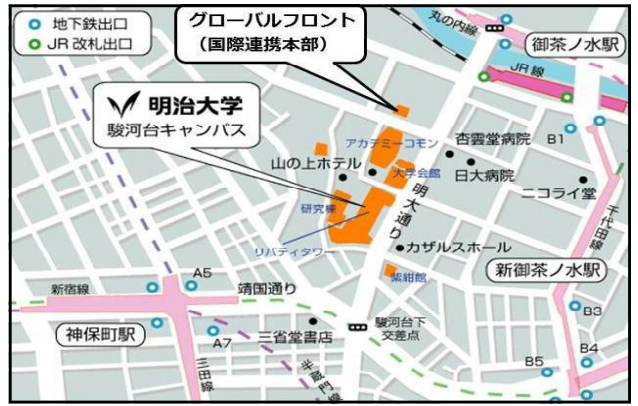 地下鉄出口
JR 改札出口
グローバルフロント
（国際連携本部）
丸の内線
御茶ノ水駅
JR 線
明治大学
駿河台キャンパス
アカデミーコモン
杏雲堂病院
B1
山の上ホテル
大学会館
日大病院
ニコライ堂
研究棟
明大通り
千代田線
リバティタワー
カザルスホール
新御茶ノ水駅
紫紺館
A5
新宿線
靖国通り
B3
神保町駅
A7
三省堂書店
駿河台下
交差点
B4
B5
三田線
半蔵門線